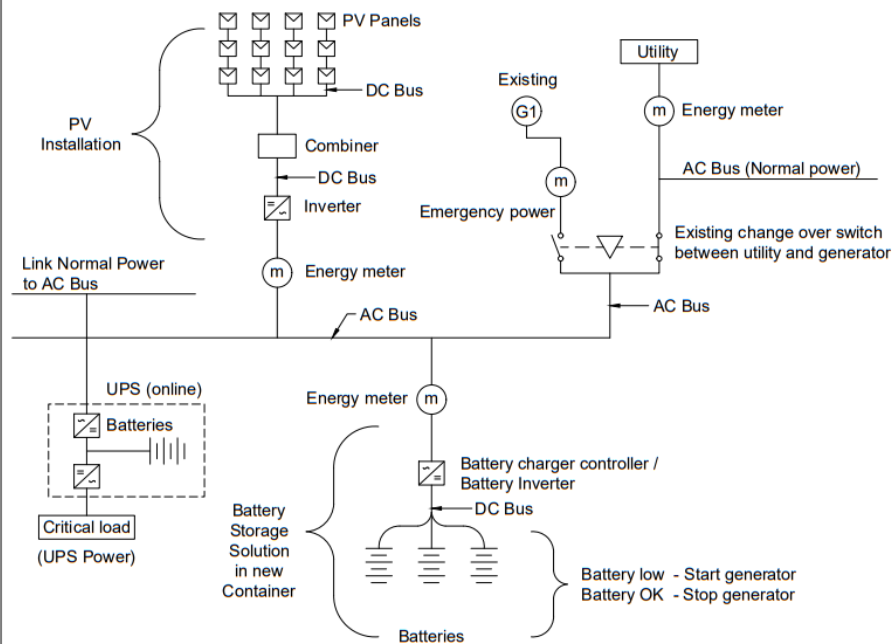 PV Panels
DC Bus
PV
Installation
Combiner
DC Bus
Inverter
Energy meter
m
Existing
G1
m
Emergency power
Utility
m
Energy meter
AC Bus (Normal power)
Existing change over switch
between utility and generator
AC Bus
Link Normal Power
to AC Bus
AC Bus
UPS (online)
Batteries
Critical load
(UPS Power)
Energy meter
m
Battery charger controller /
Battery Inverter
DC Bus
Battery
Storage
Solution
in new
Container
Battery low - Start generator
Battery OK - Stop generator
Batteries